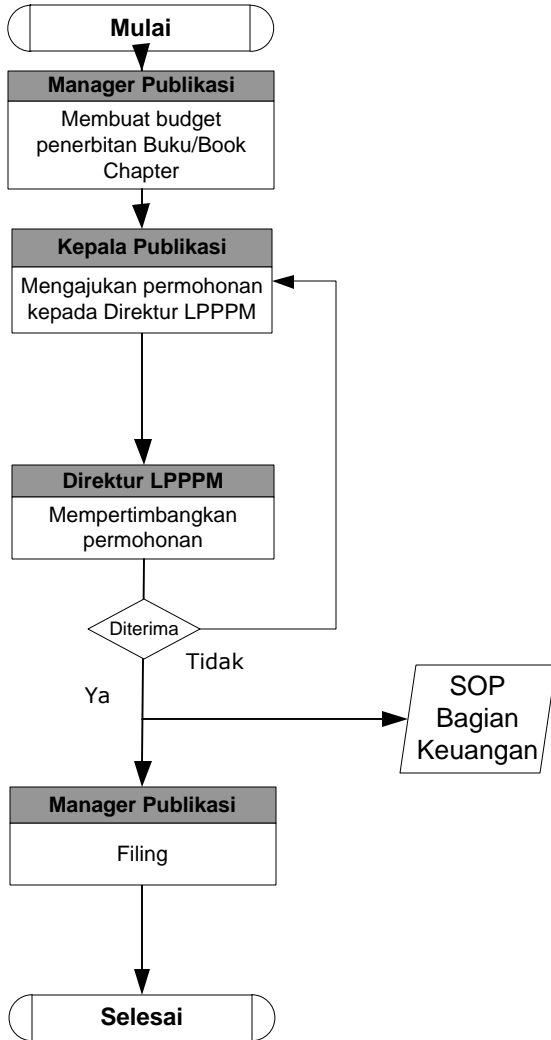 Mulai
Manager Publikasi
Membuat budget
penerbitan Buku/Book
Chapter
Kepala Publikasi
Mengajukan permohonan
kepada Direktur LPPPM
Direktur LPPPM
Mempertimbangkan
permohonan
Diterima
Tidak
Ya
SOP
Bagian
Keuangan
Manager Publikasi
Filing
Selesai